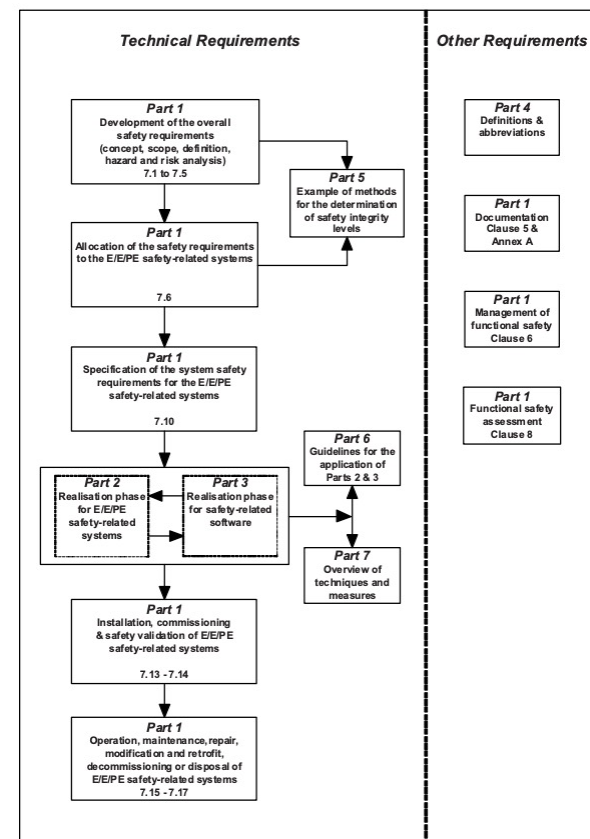 Technical Requirements
Other Requirements
Part 1
Development of the overall
safety requirements
(concept, scope, definition,
hazard and risk analysis)
7.1 to 7.5
Part 5
Example of methods
for the determination
of safety integrity
levels
Part 1
Allocation of the safety requirements
to the E/E/PE safety-related systems
7.6
Part 1
Specification of the system safety
requirements for the E/E/PE
safety-related systems
7.10
Part 6
Guidelines for the
application of
Parts 2 & 3
Part 2
Realisation phase
for E/E/PE
safety-related
systems
Part 3
Realisation phase
for safety-related
software
Part 7
Overview of
techniques and
measures
Part 1
Installation, commissioning
& safety validation of E/E/PE
safety-related systems
7.13 - 7.14
Part 1
Operation, maintenance, repair,
modification and retrofit,
decommissioning or disposal of
E/E/PE safety-related systems
7.15 - 7.17
Part 4
Definitions &
abbreviations
Part 1
Documentation
Clause 5 &
Annex A
Part 1
Management of
functional safety
Clause 6
Part 1
Functional safety
assessment
Clause 8